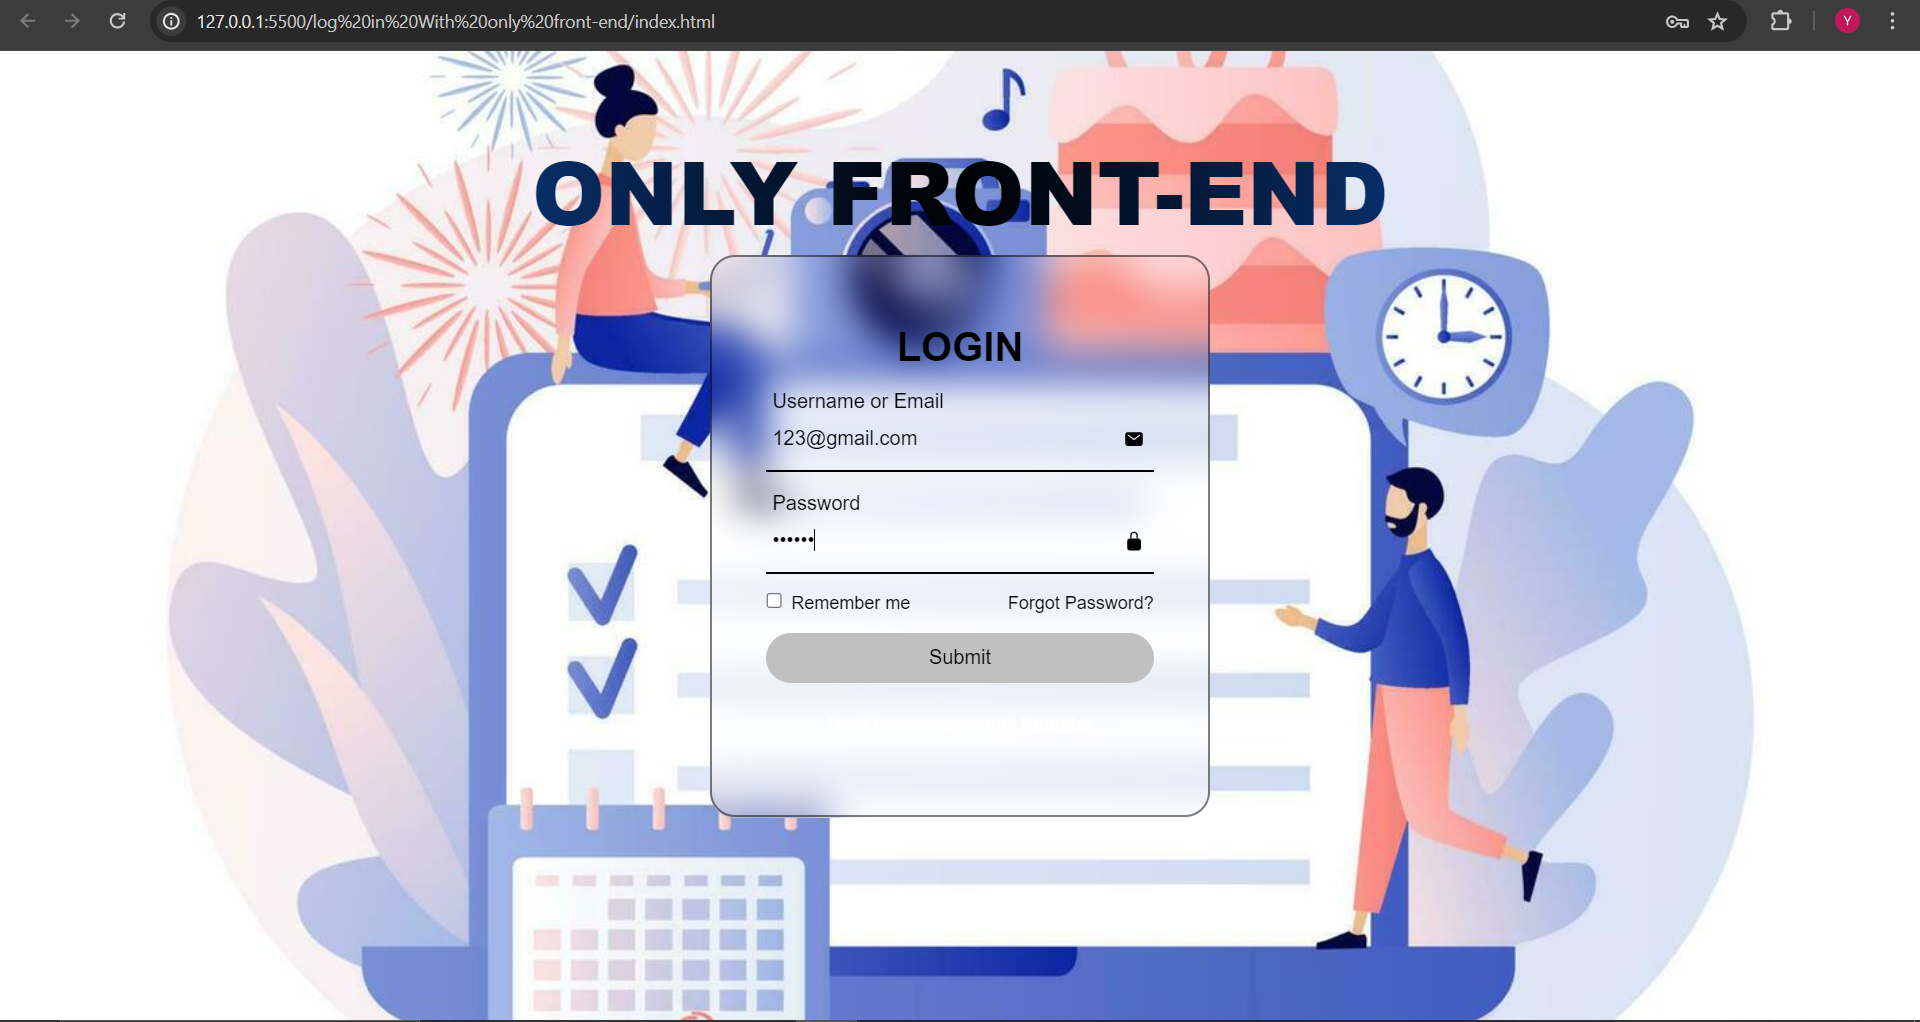 127.0.0.1:5500/log%20in%20With%20only%20front-end/index.html
Y
ONLY FRONT-END
LOGIN
Username or Email
123@gmail.com
Password
••••••
Remember me
Forgot Password?
Submit